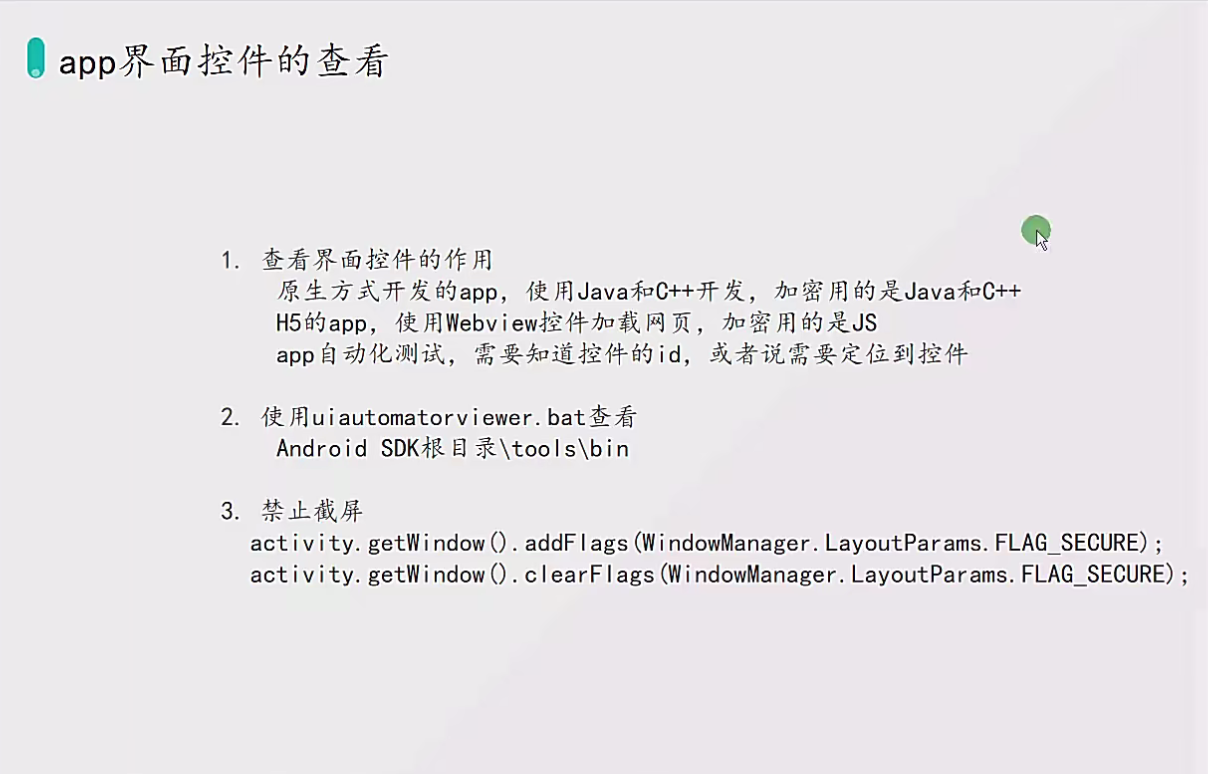 app界面控件的查看
1. 查看界面控件的作用
原生方式开发的app，使用Java和C++开发，加密用的是Java和C++
H5的app，使用Webview控件加载网页，加密用的是JS
app自动化测试，需要知道控件的id，或者说需要定位到控件
2. 使用uiautomatorviewer.bat查看
Android SDK根目录\tools\bin
3. 禁止截屏
activity.getWindow().addFlags(WindowManager.LayoutParams.FLAG_SECURE);
activity.getWindow().clearFlags(WindowManager.LayoutParams.FLAG_SECURE);